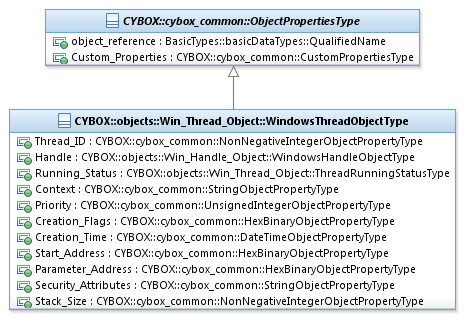 CYBOX::cybox_common::ObjectPropertiesType
object_reference : BasicTypes::basicDataTypes::QualifiedName
Custom_Properties : CYBOX::cybox_common::CustomPropertiesType
CYBOX::objects::Win_Thread_Object::WindowsThreadObjectType
Thread_ID : CYBOX::cybox_common::NonNegativeIntegerObjectPropertyType
Handle : CYBOX::objects::Win_Handle_Object::WindowsHandleObjectType
Running_Status : CYBOX::objects::Win_Thread_Object::ThreadRunningStatusType
Context : CYBOX::cybox_common::StringObjectPropertyType
Priority : CYBOX::cybox_common::UnsignedIntegerObjectPropertyType
Creation_Flags : CYBOX::cybox_common::HexBinaryObjectPropertyType
Creation_Time : CYBOX::cybox_common::DateTimeObjectPropertyType
Start_Address : CYBOX::cybox_common::HexBinaryObjectPropertyType
Parameter_Address : CYBOX::cybox_common::HexBinaryObjectPropertyType
Security_Attributes : CYBOX::cybox_common::StringObjectPropertyType
Stack_Size : CYBOX::cybox_common::NonNegativeIntegerObjectPropertyType